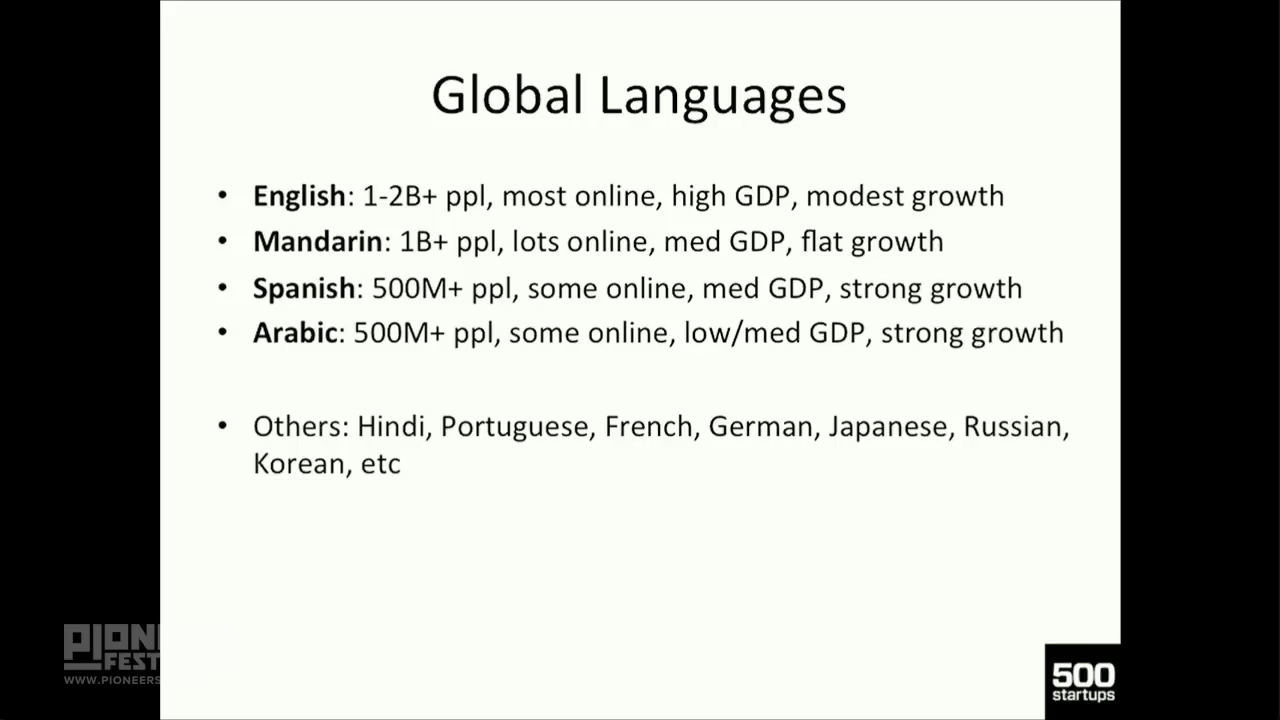 Global Languages
• English: 1-2B+ ppl, most online, high GDP, modest growth
• Mandarin: 1B+ ppl, lots online, med GDP, flat growth
• Spanish: 500M+ ppl, some online, med GDP, strong growth
• Arabic: 500M+ ppl, some online, low/med GDP, strong growth
• Others: Hindi, Portuguese, French, German, Japanese, Russian,
Korean, etc
PIONE
FEST
WWW.PIONEERS
500
startups